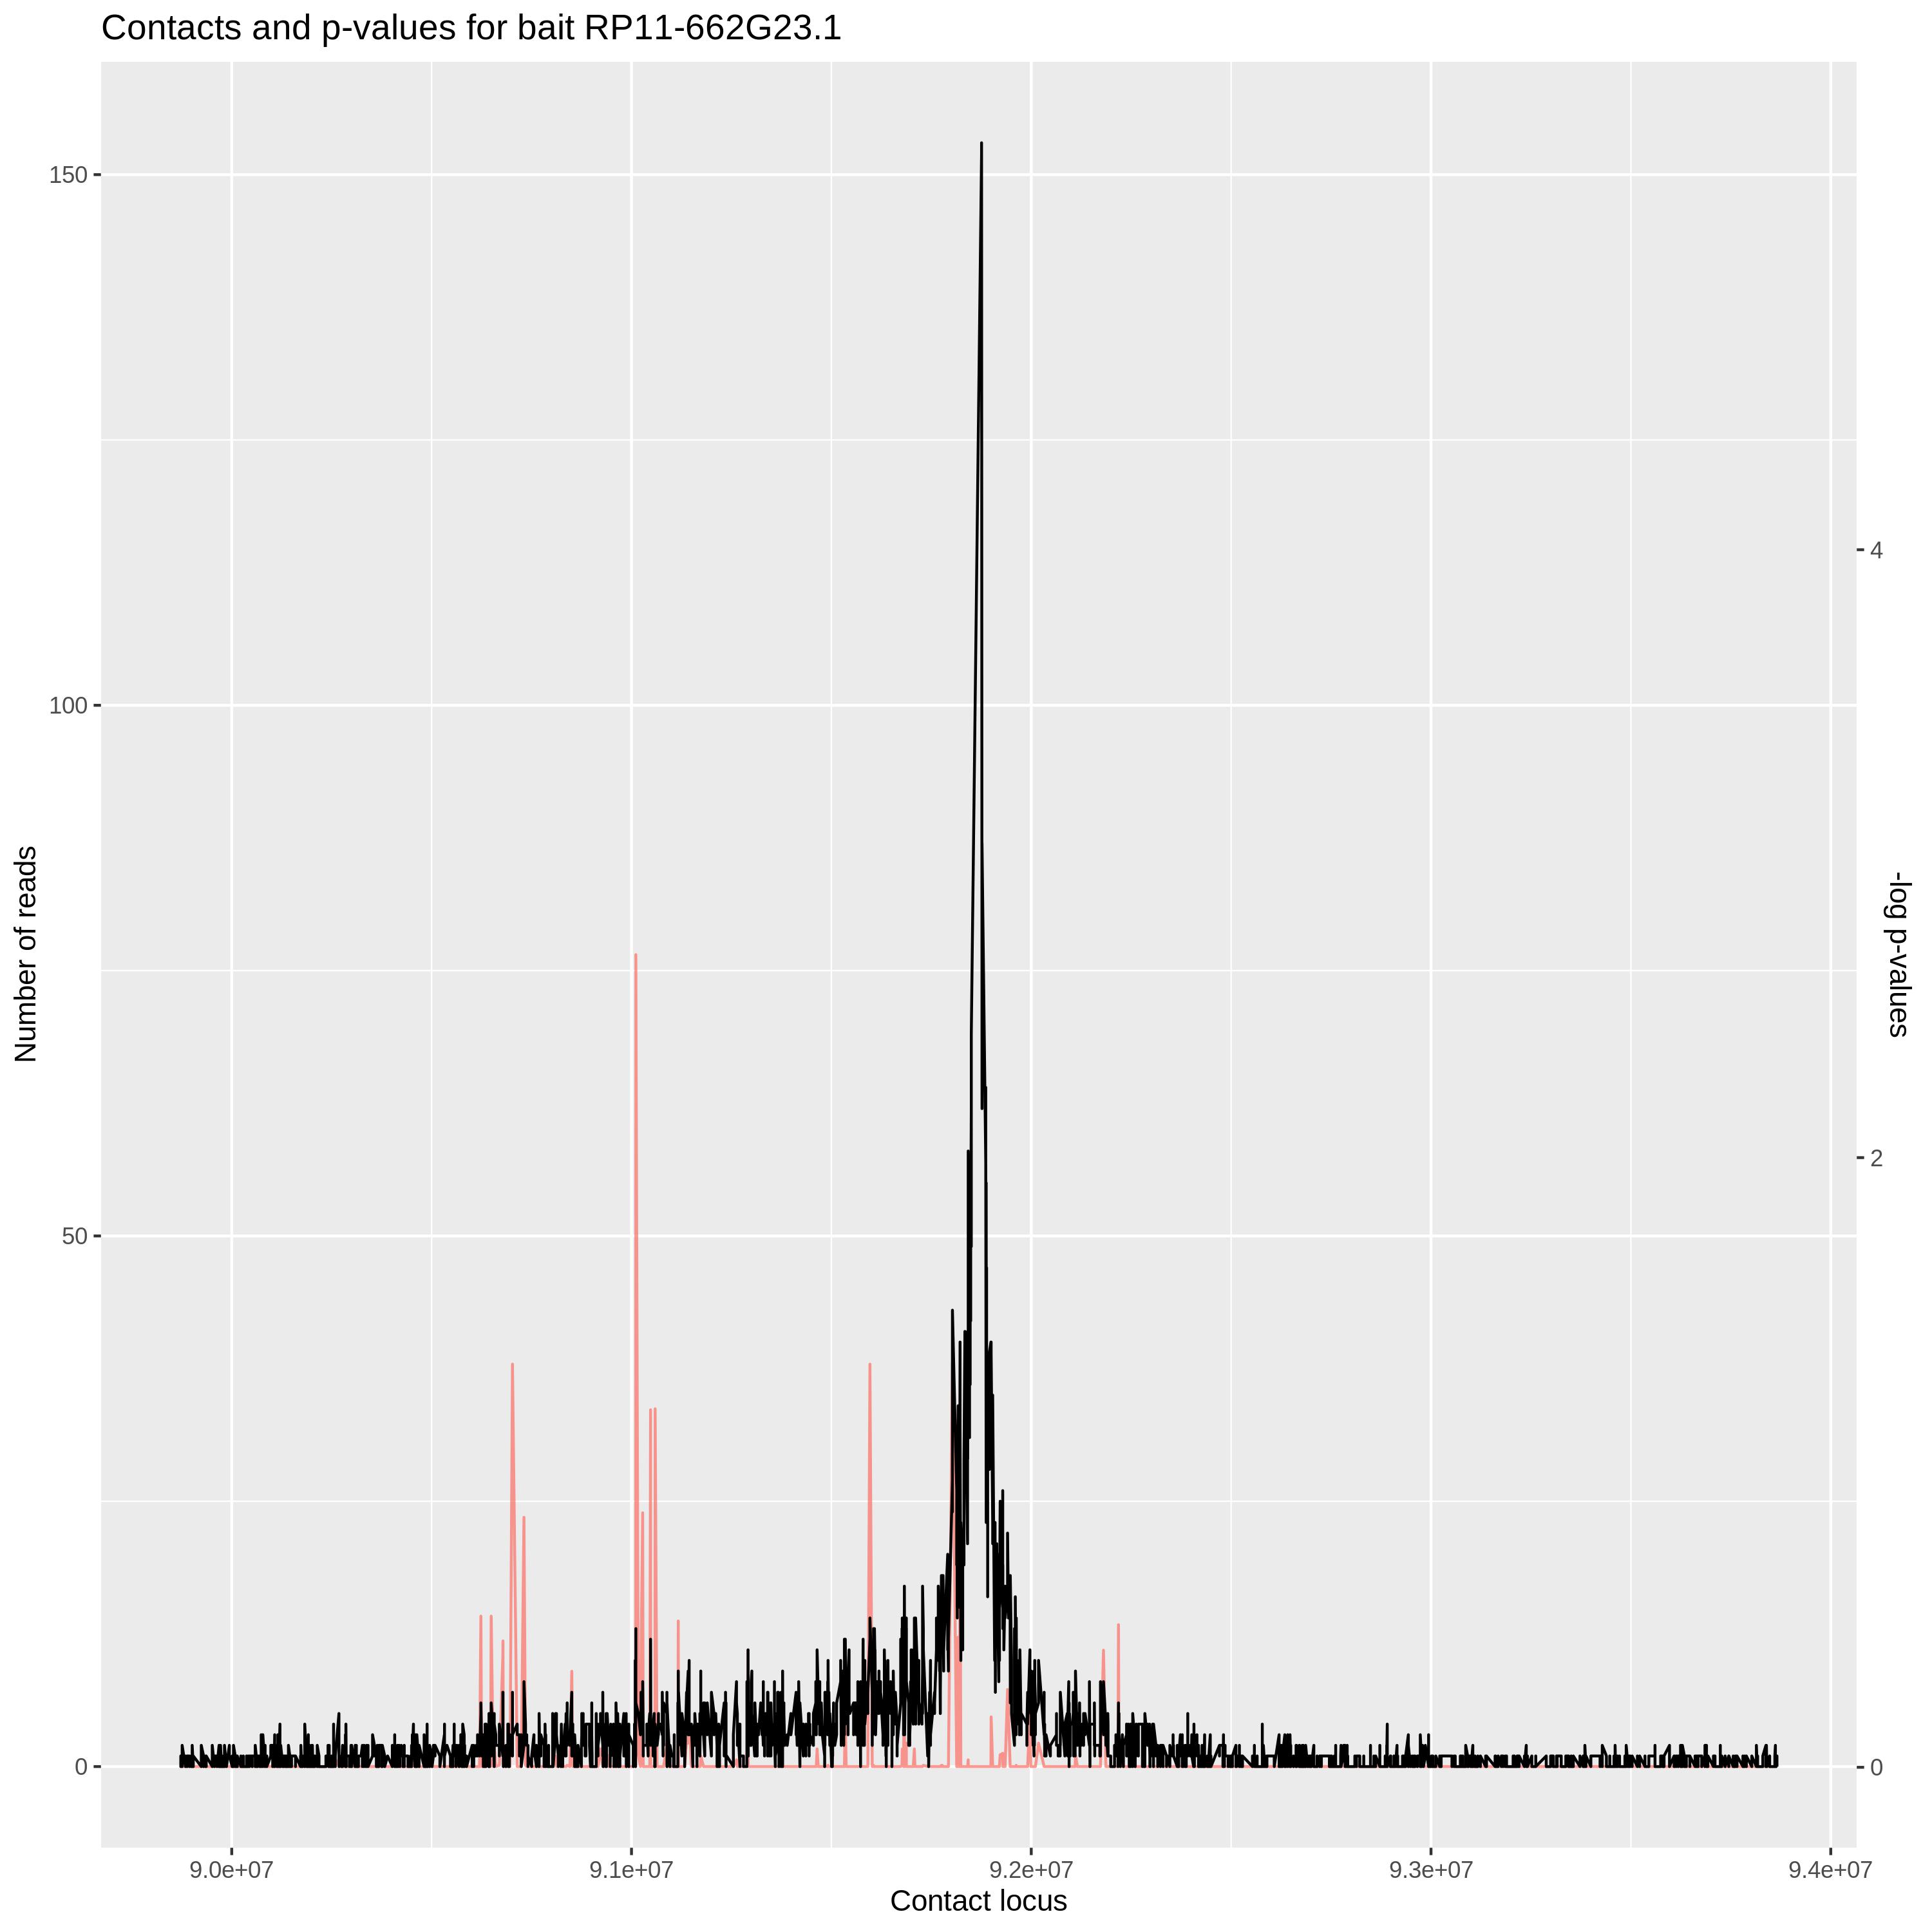 Contacts and p-values for bait RP11-662G23.1
150
100
50
0
Number of reads
4
2
0
-log p-values
9.0e+07
9.1e+07
9.2e+07
9.3e+07
9.4e+07
Contact locus